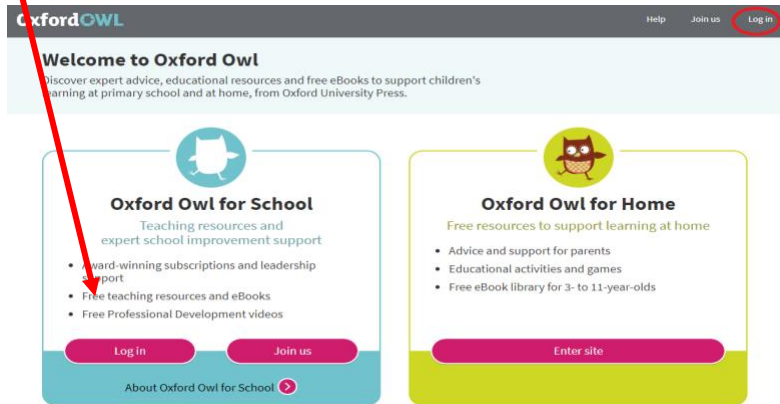 OxfordOWL
Help Join us Log in
Welcome to Oxford Owl
Discover expert advice, educational resources and free eBooks to support children's
learning at primary school and at home, from Oxford University Press.
Oxford Owl for School
Teaching resources and
expert school improvement support
• Award-winning subscriptions and leadership
support
• Free teaching resources and eBooks
• Free Professional Development videos
Log in
Join us
About Oxford Owl for School
Oxford Owl for Home
Free resources to support learning at home
• Advice and support for parents
• Educational activities and games
• Free eBook library for 3- to 11-year-olds
Enter site